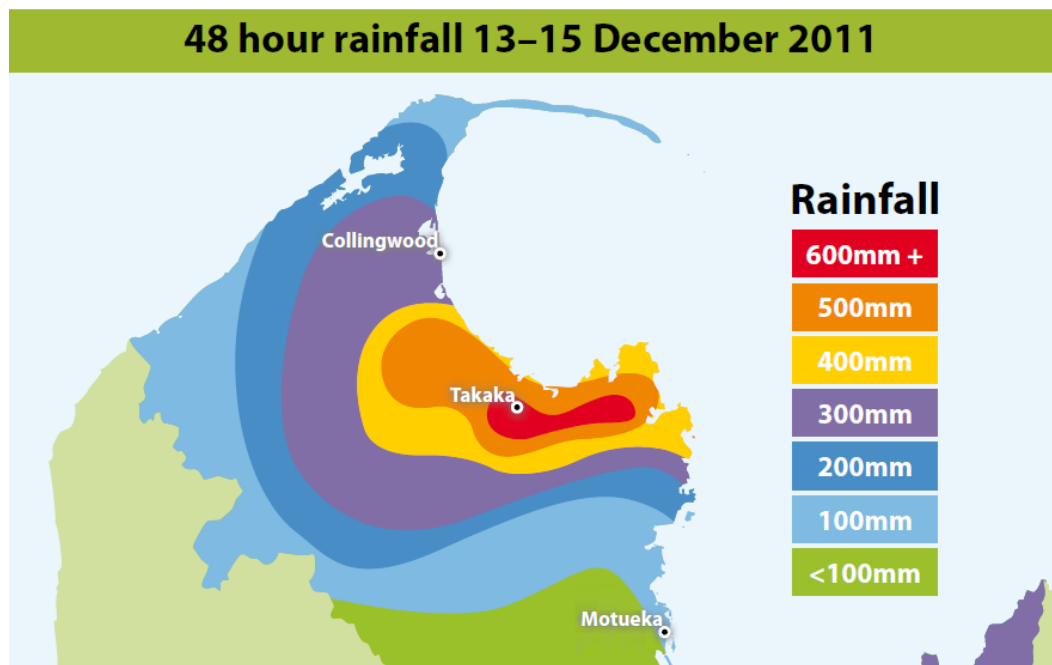 48 hour rainfall 13–15 December 2011
Rainfall
600mm +
500mm
400mm
300mm
200mm
100mm
<100mm
Collingwood
Takaka
Motueka